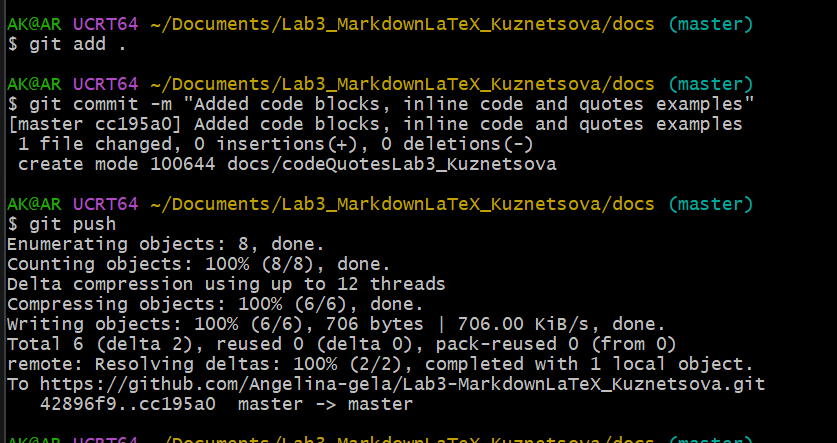 AK@AR UCRT64 ~/Documents/Lab3_MarkdownLaTeX_Kuznetsova/docs (master)
$ git add .
AK@AR UCRT64 ~/Documents/Lab3_MarkdownLaTeX_Kuznetsova/docs (master)
$ git commit -m "Added code blocks, inline code and quotes examples"
[master cc195a0] Added code blocks, inline code and quotes examples
 1 file changed, 0 insertions(+), 0 deletions(-)
 create mode 100644 docs/codeQuotesLab3_Kuznetsova
AK@AR UCRT64 ~/Documents/Lab3_MarkdownLaTeX_Kuznetsova/docs (master)
$ git push
Enumerating objects: 8, done.
Counting objects: 100% (8/8), done.
Delta compression using up to 12 threads
Compressing objects: 100% (6/6), done.
Writing objects: 100% (6/6), 706 bytes | 706.00 KiB/s, done.
Total 6 (delta 2), reused 0 (delta 0), pack-reused 0 (from 0)
remote: Resolving deltas: 100% (2/2), completed with 1 local object.
To https://github.com/Angelina-gela/Lab3-MarkdownLaTeX_Kuznetsova.git
   42896f9..cc195a0  master -> master
AK@AR UCRT64 ~/Documents/Lab3_MarkdownLaTeX_Kuznetsova/docs (master)